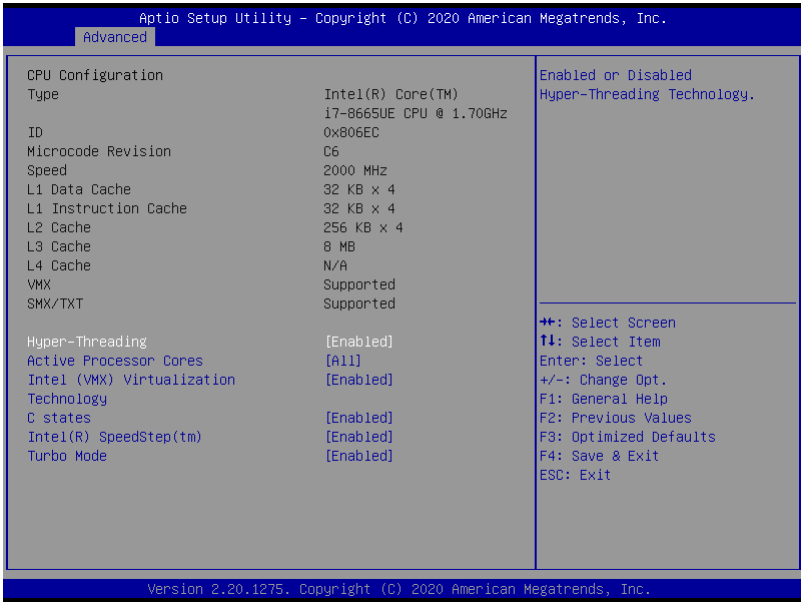 Aptio Setup Utility – Copyright (C) 2020 American Megatrends, Inc.
Advanced
CPU Configuration
Type Intel(R) Core(TM)
i7-8665UE CPU @ 1.70GHz
ID 0x806EC
Microcode Revision C6
Speed 2000 MHz
L1 Data Cache 32 KB x 4
L1 Instruction Cache 32 KB x 4
L2 Cache 256 KB x 4
L3 Cache 8 MB
L4 Cache N/A
VMX Supported
SMX/TXT Supported
Hyper-Threading [Enabled]
Active Processor Cores [All]
Intel (VMX) Virtualization [Enabled]
Technology
C states [Enabled]
Intel(R) SpeedStep(tm) [Enabled]
Turbo Mode [Enabled]
Enabled or Disabled
Hyper-Threading Technology.
→←: Select Screen
↑↓: Select Item
Enter: Select
+/-: Change Opt.
F1: General Help
F2: Previous Values
F3: Optimized Defaults
F4: Save & Exit
ESC: Exit
Version 2.20.1275. Copyright (C) 2020 American Megatrends, Inc.